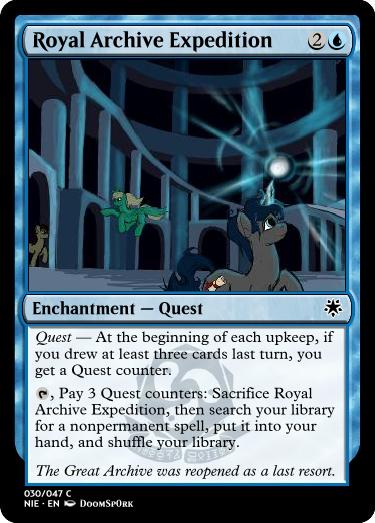 Royal Archive Expedition 2
Enchantment — Quest
Quest — At the beginning of each upkeep, if
you drew at least three cards last turn, you
get a Quest counter.
, Pay 3 Quest counters: Sacrifice Royal
Archive Expedition, then search your library
for a nonpermanent spell, put it into your
hand, and shuffle your library.
The Great Archive was reopened as a last resort.
030/047 C
NIE • EN DoomSp0rk